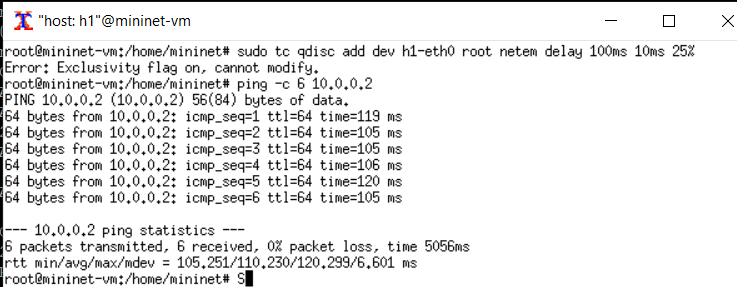 "host: h1"@mininet-vm
root@mininet-vm:/home/mininet# sudo tc qdisc add dev h1-eth0 root netem delay 100ms 10ms 25%
Error: Exclusivity flag on, cannot modify.
root@mininet-vm:/home/mininet# ping -c 6 10.0.0.2
PING 10.0.0.2 (10.0.0.2) 56(84) bytes of data.
64 bytes from 10.0.0.2: icmp_seq=1 ttl=64 time=119 ms
64 bytes from 10.0.0.2: icmp_seq=2 ttl=64 time=105 ms
64 bytes from 10.0.0.2: icmp_seq=3 ttl=64 time=105 ms
64 bytes from 10.0.0.2: icmp_seq=4 ttl=64 time=106 ms
64 bytes from 10.0.0.2: icmp_seq=5 ttl=64 time=120 ms
64 bytes from 10.0.0.2: icmp_seq=6 ttl=64 time=105 ms
--- 10.0.0.2 ping statistics ---
6 packets transmitted, 6 received, 0% packet loss, time 5056ms
rtt min/avg/max/mdev = 105.251/110.230/120.299/6.601 ms
root@mininet-vm:/home/mininet# S